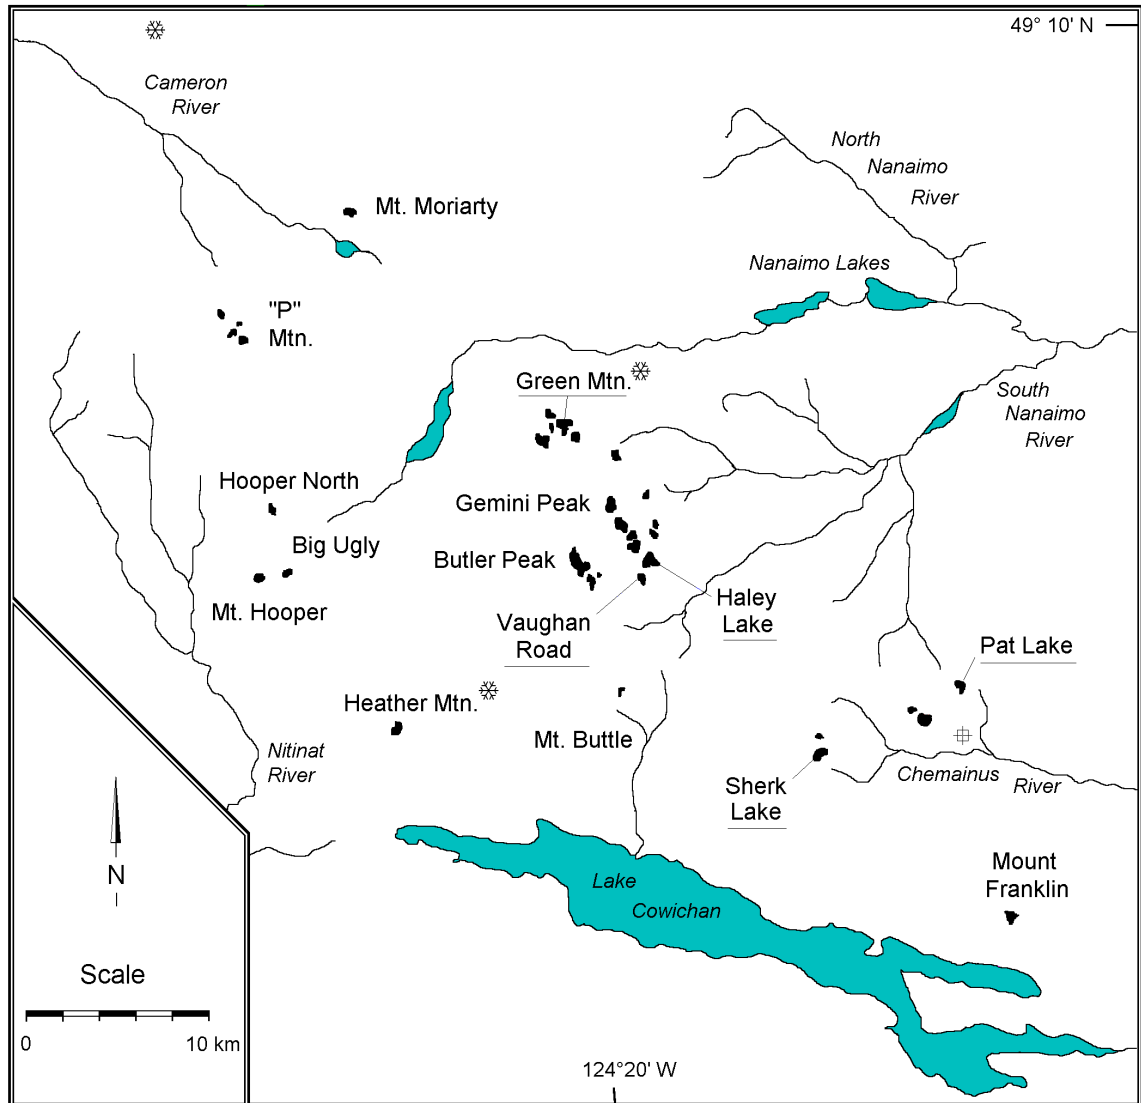 49° 10' N
Cameron
River
North
Nanaimo
River
Mt. Moriarty
Nanaimo Lakes
"P"
Mtn.
Green Mtn.
South
Nanaimo
River
Hooper North
Gemini Peak
Big Ugly
Butler Peak
Mt. Hooper
Vaughan
Road
Haley
Lake
Pat Lake
Heather Mtn.
Mt. Buttle
Nitinat
River
Sherk
Lake
Chemainus
River
Mount
Franklin
Lake
Cowichan
N
Scale
0 10 km
124°20' W